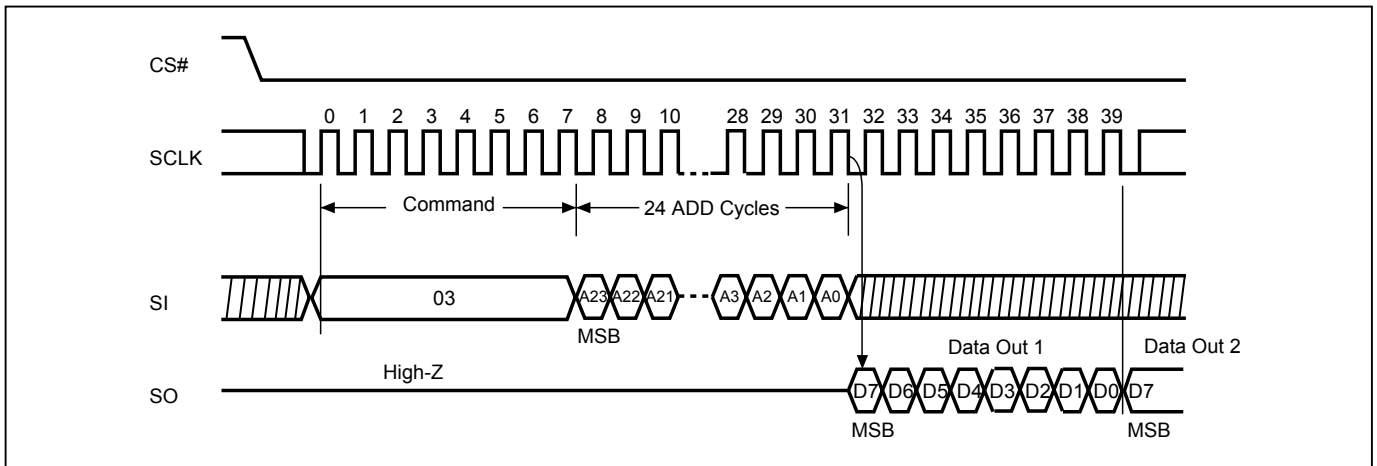 CS#
0 1 2 3 4 5 6 7 8 9 10 28 29 30 31 32 33 34 35 36 37 38 39
SCLK
Command 24 ADD Cycles
SI 03 A23 A22 A21 A3 A2 A1 A0
MSB
Data Out 1 Data Out 2
High-Z
SO D7 D6 D5 D4 D3 D2 D1 D0 D7
MSB MSB